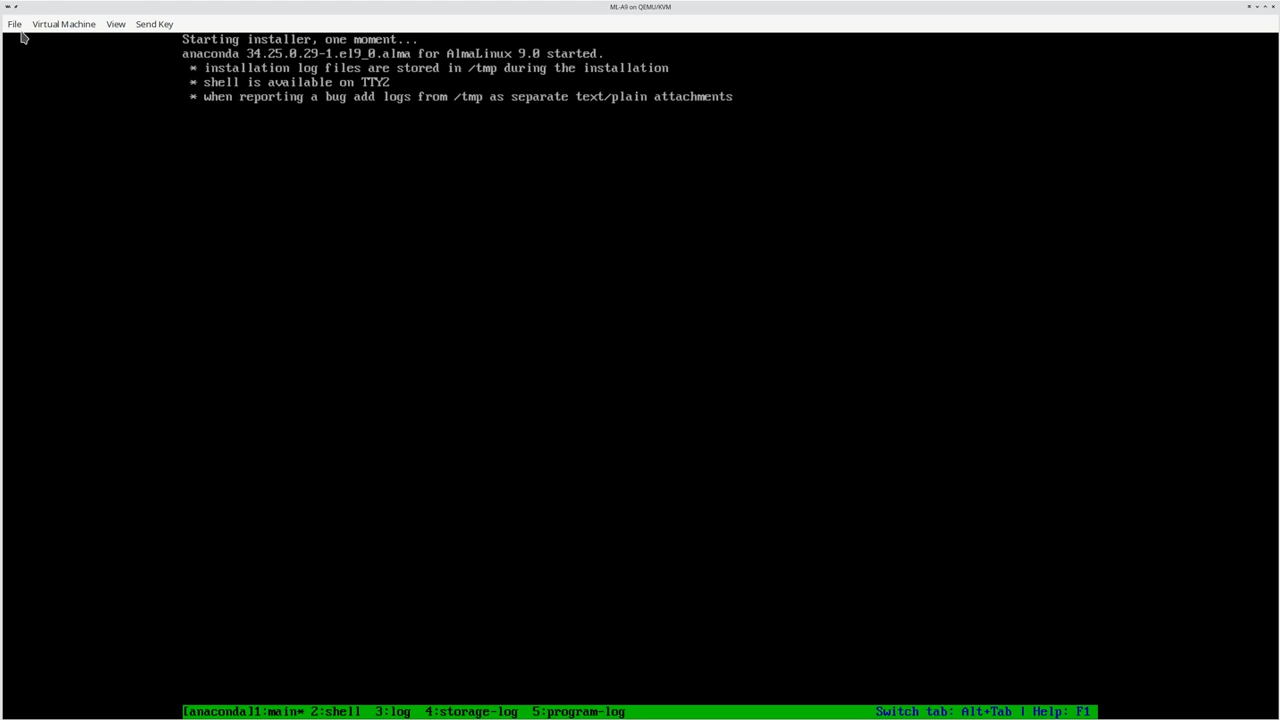 ML-A9 on QEMU/KVM
File Virtual Machine View Send Key
Starting installer, one moment...
anaconda 34.25.0.29-1.el9_0.alma for AlmaLinux 9.0 started.
* installation log files are stored in /tmp during the installation
* shell is available on TTY2
* when reporting a bug add logs from /tmp as separate text/plain attachments
[anaconda]1:main* 2:shell 3:log 4:storage-log 5:program-log Switch tab: Alt+Tab | Help: F1